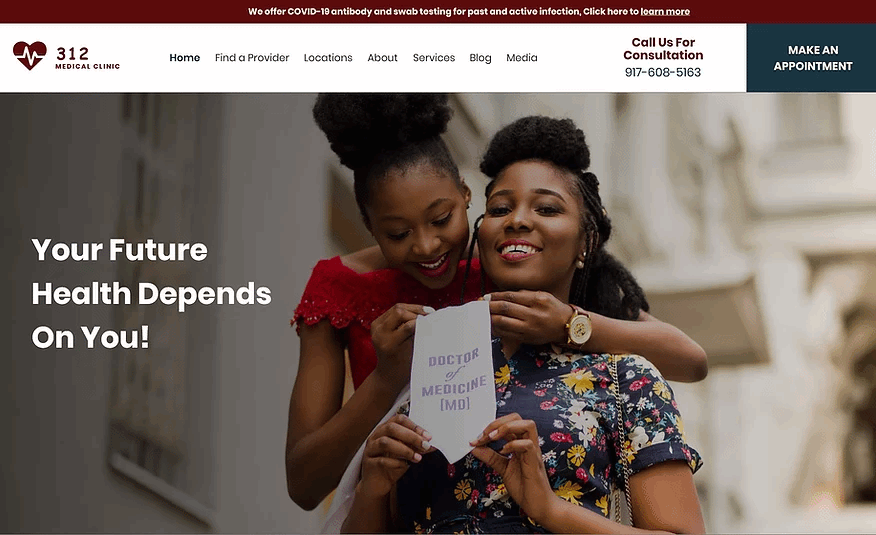 We offer COVID-19 antibody and swab testing for past and active infection, Click here to learn more
312
MEDICAL CLINIC
Home
Find a Provider
Locations
About
Services
Blog
Media
Call Us For
Consultation
917-608-5163
MAKE AN
APPOINTMENT
Your Future
Health Depends
On You!
DOCTOR
of
MEDICINE
[MD]